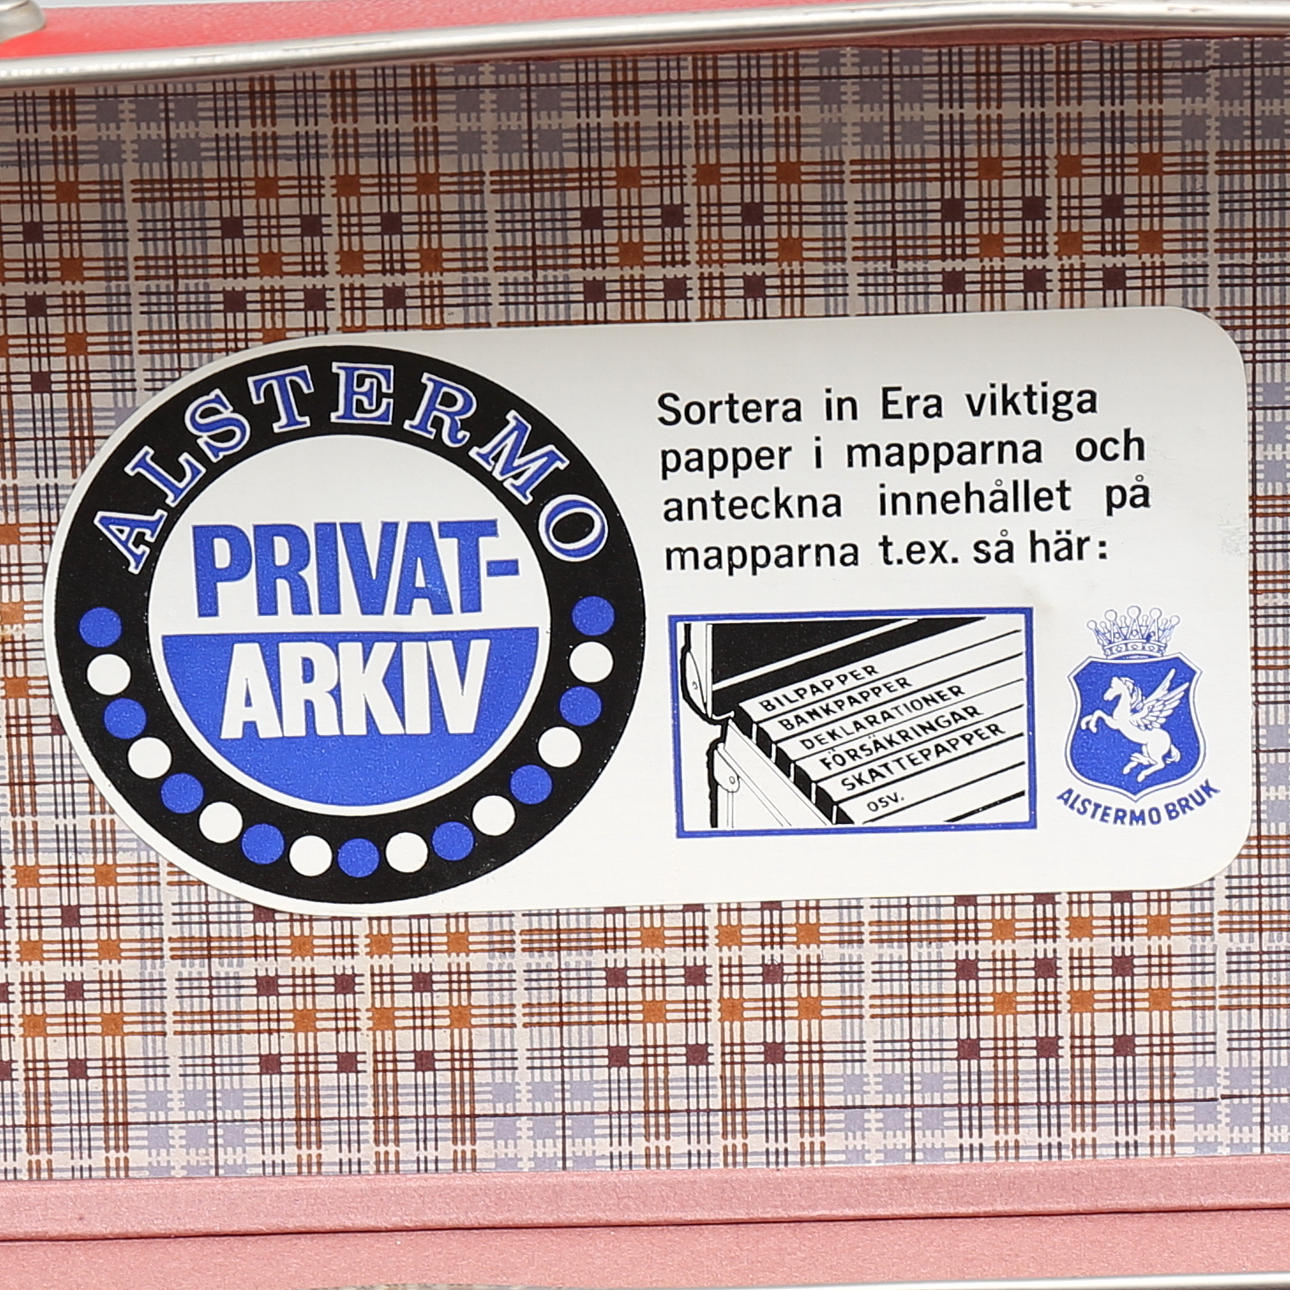 ALSTERMO
PRIVAT-
ARKIV
Sortera in Era viktiga
papper i mapparna och
anteckna innehållet på
mapparna t.ex. så här:
BILPAPPER
BANKPAPPER
DEKLARATIONER
FÖRSÄKRINGAR
SKATTEPAPPER
OSV.
ALSTERMO BRUK